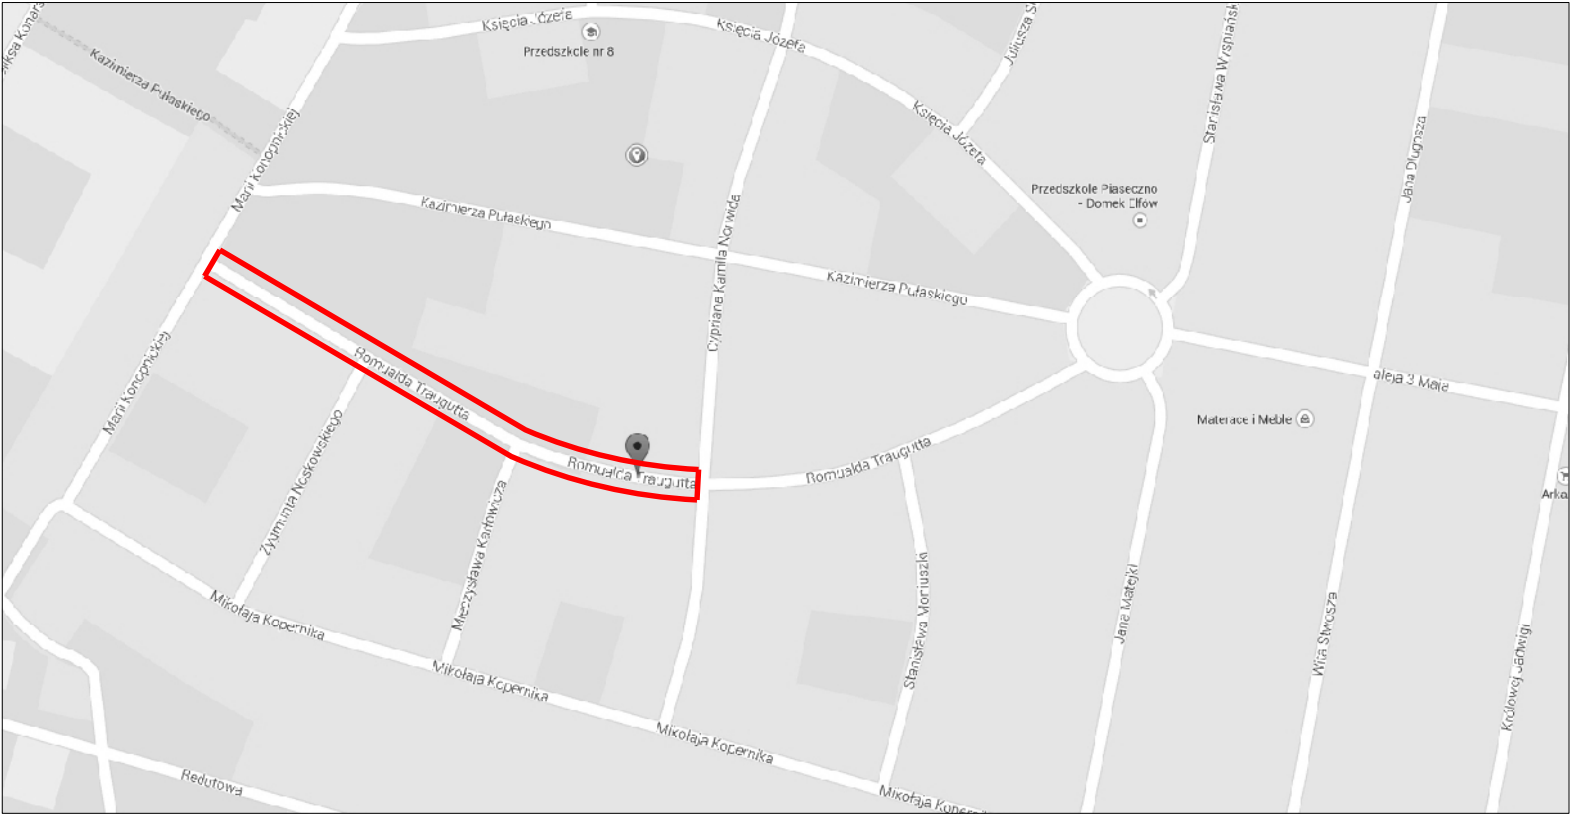 Księcia Józefa
Księcia Józefa
Przedszkole nr 8
Kazimierza Pułaskiego
Marii Konopnickiej
Księcia Józefa
Stanisława Wyspiańsk
Jana Długosza
Przedszkole Piaseczno
- Domek Elfów
Kazimierza Pułaskiego
Cypriana Kamila Norwida
Kazimierza Pułaskiego
Marii Konopnickiej
Romualda Traugutta
aleja 3 Maja
Materace i Meble
Romualda Traugutta
Romualda Traugutta
Arka
Zygmunta Noskowskiego
Mieczysława Karłowicza
Stanisława Moniuszki
Jana Matejki
Wita Stwosza
Królowej Jadwigi
Mikołaja Kopernika
Mikołaja Kopernika
Mikołaja Kopernika
Redutowa